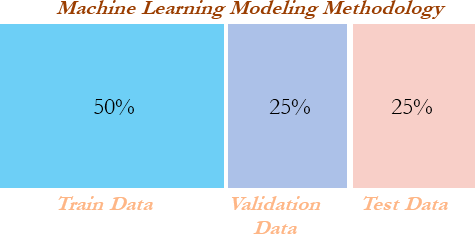 Machine Learning Modeling Methodology
50% 25% 25%
Train Data Validation Data Test Data